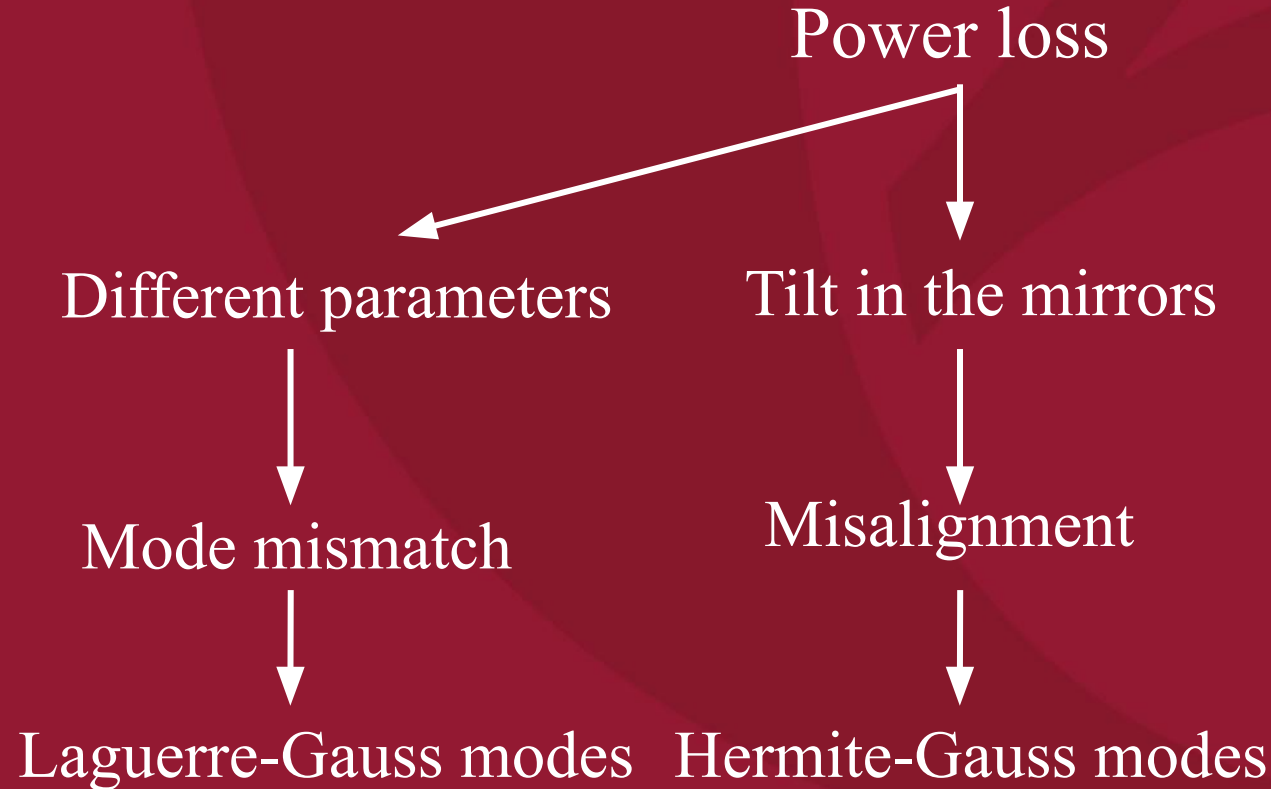 Power loss
Different parameters
Tilt in the mirrors
Mode mismatch
Misalignment
Laguerre-Gauss modes
Hermite-Gauss modes